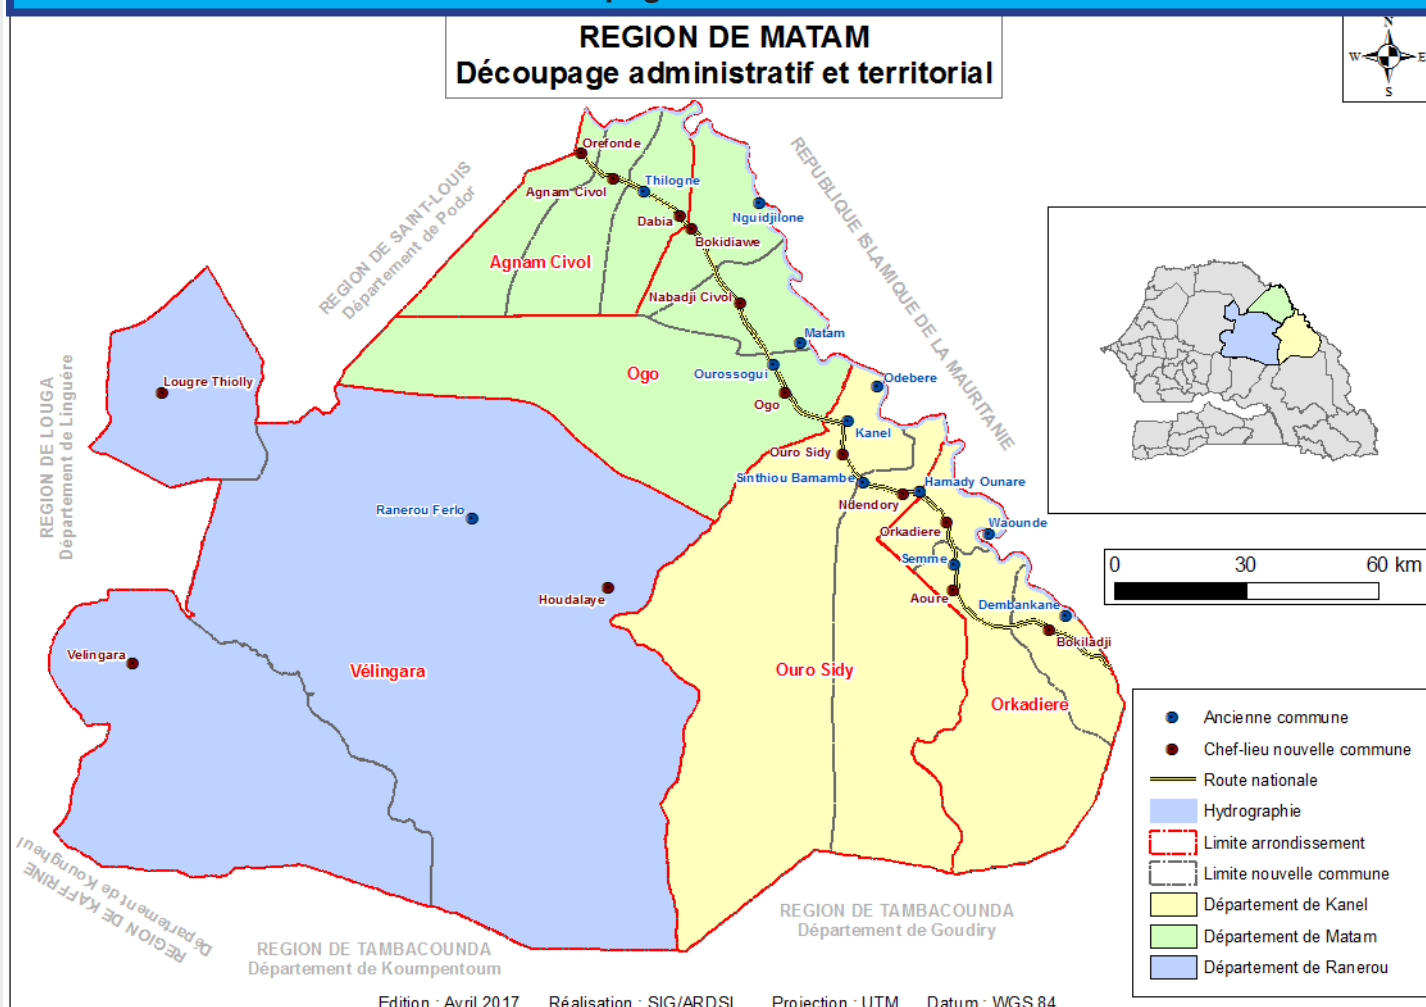 REGION DE MATAM
Découpage administratif et territorial
N
W E
S
REGION DE SAINT-LOUIS
Département de Podor
REPUBLIQUE ISLAMIQUE DE LA MAURITANIE
REGION DE LOUGA
Département de Linguère
Orefonde
Agnam Civol
Thilogne
Dabia
Nguidjilone
Bokidiawe
Agnam Civol
Nabadji Civol
Matam
Ourossogui
Ogo
Odebere
Lougre Thiolly
Ogo
Kanel
Ouro Sidy
Sinthiou Bamambe
Hamady Ounare
Ndendory
Ranerou Ferlo
Orkadiere
Waounde
Semme
Houdalaye
Aoure
Dembankane
Bokiladji
Velingara
Vélingara
Ouro Sidy
Orkadiere
0 30 60 km
Ancienne commune
Chef-lieu nouvelle commune
Route nationale
Hydrographie
Limite arrondissement
Limite nouvelle commune
Département de Kanel
Département de Matam
Département de Ranerou
REGION DE KAFFRINE
Département de Koungheul
REGION DE TAMBACOUNDA
Département de Koumpentoum
REGION DE TAMBACOUNDA
Département de Goudiry
Edition : Avril 2017 Réalisation : SIG/ARDSL Projection : UTM Datum : WGS 84